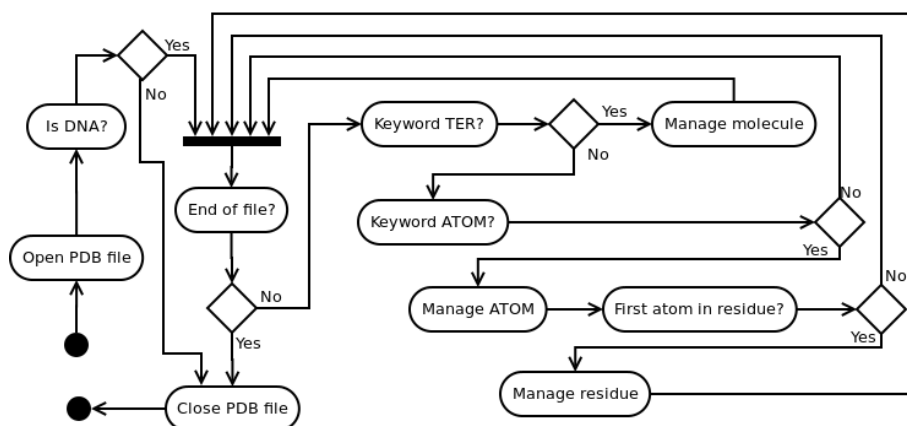 Yes
No
Is DNA?
Keyword TER?
Yes
Manage molecule
No
End of file?
Keyword ATOM?
No
Yes
Open PDB file
No
No
Manage ATOM
First atom in residue?
Yes
Yes
Manage residue
Close PDB file